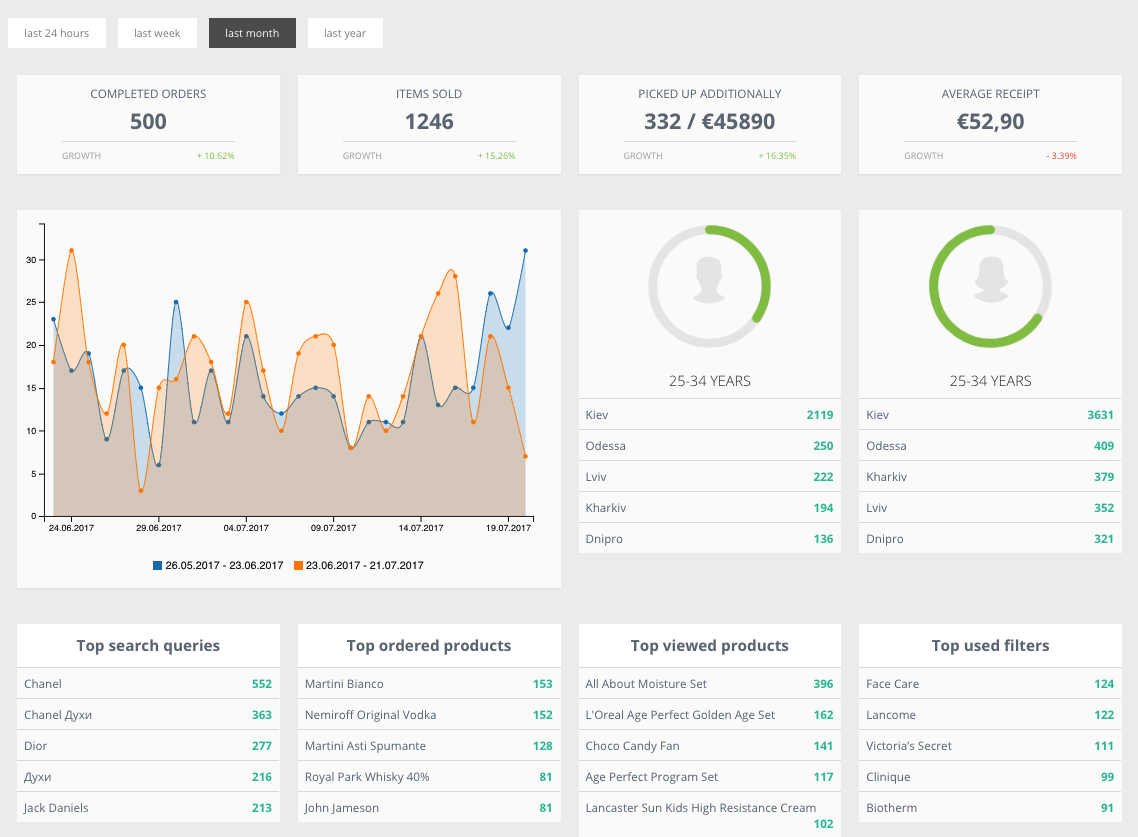 last 24 hours
last week
last month
last year
COMPLETED ORDERS
500
GROWTH
+ 10.62%
ITEMS SOLD
1246
GROWTH
+ 15.26%
PICKED UP ADDITIONALLY
332 / €45890
GROWTH
+ 16.35%
AVERAGE RECEIPT
€52,90
GROWTH
- 3.39%
30
25
20
15
10
5
0
24.06.2017
29.06.2017
04.07.2017
09.07.2017
14.07.2017
19.07.2017
26.05.2017 - 23.06.2017
23.06.2017 - 21.07.2017
25-34 YEARS
Kiev 2119
Odessa 250
Lviv 222
Kharkiv 194
Dnipro 136
25-34 YEARS
Kiev 3631
Odessa 409
Kharkiv 379
Lviv 352
Dnipro 321
Top search queries
Chanel 552
Chanel Духи 363
Dior 277
Духи 216
Jack Daniels 213
Top ordered products
Martini Bianco 153
Nemiroff Original Vodka 152
Martini Asti Spumante 128
Royal Park Whisky 40% 81
John Jameson 81
Top viewed products
All About Moisture Set 396
L'Oreal Age Perfect Golden Age Set 162
Choco Candy Fan 141
Age Perfect Program Set 117
Lancaster Sun Kids High Resistance Cream
102
Top used filters
Face Care 124
Lancome 122
Victoria's Secret 111
Clinique 99
Biotherm 91